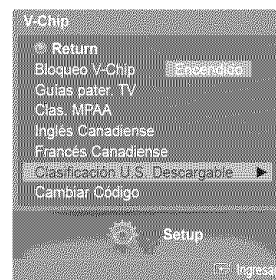 V-Chip
Return
Bloqueo V-Chip Encendido
Guías pater. TV
Clas. MPAA
Inglés Canadiense
Francés Canadiense
Clasificación U.S. Descargable
Cambiar Código
Setup
Ingresar